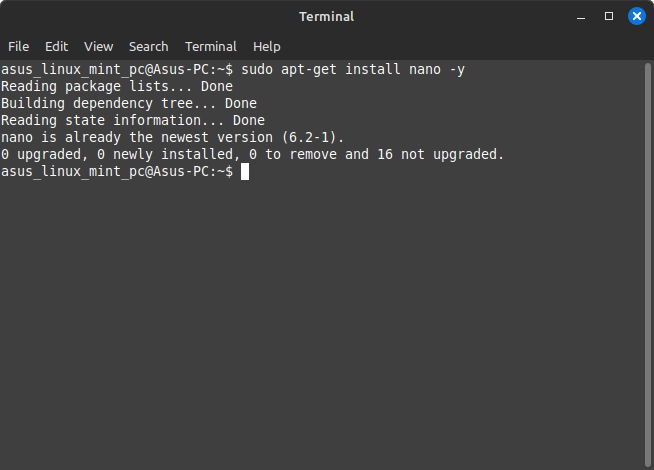 Terminal
File Edit View Search Terminal Help
asus_linux_mint_pc@Asus-PC:~$ sudo apt-get install nano -y
Reading package lists... Done
Building dependency tree... Done
Reading state information... Done
nano is already the newest version (6.2-1).
0 upgraded, 0 newly installed, 0 to remove and 16 not upgraded.
asus_linux_mint_pc@Asus-PC:~$